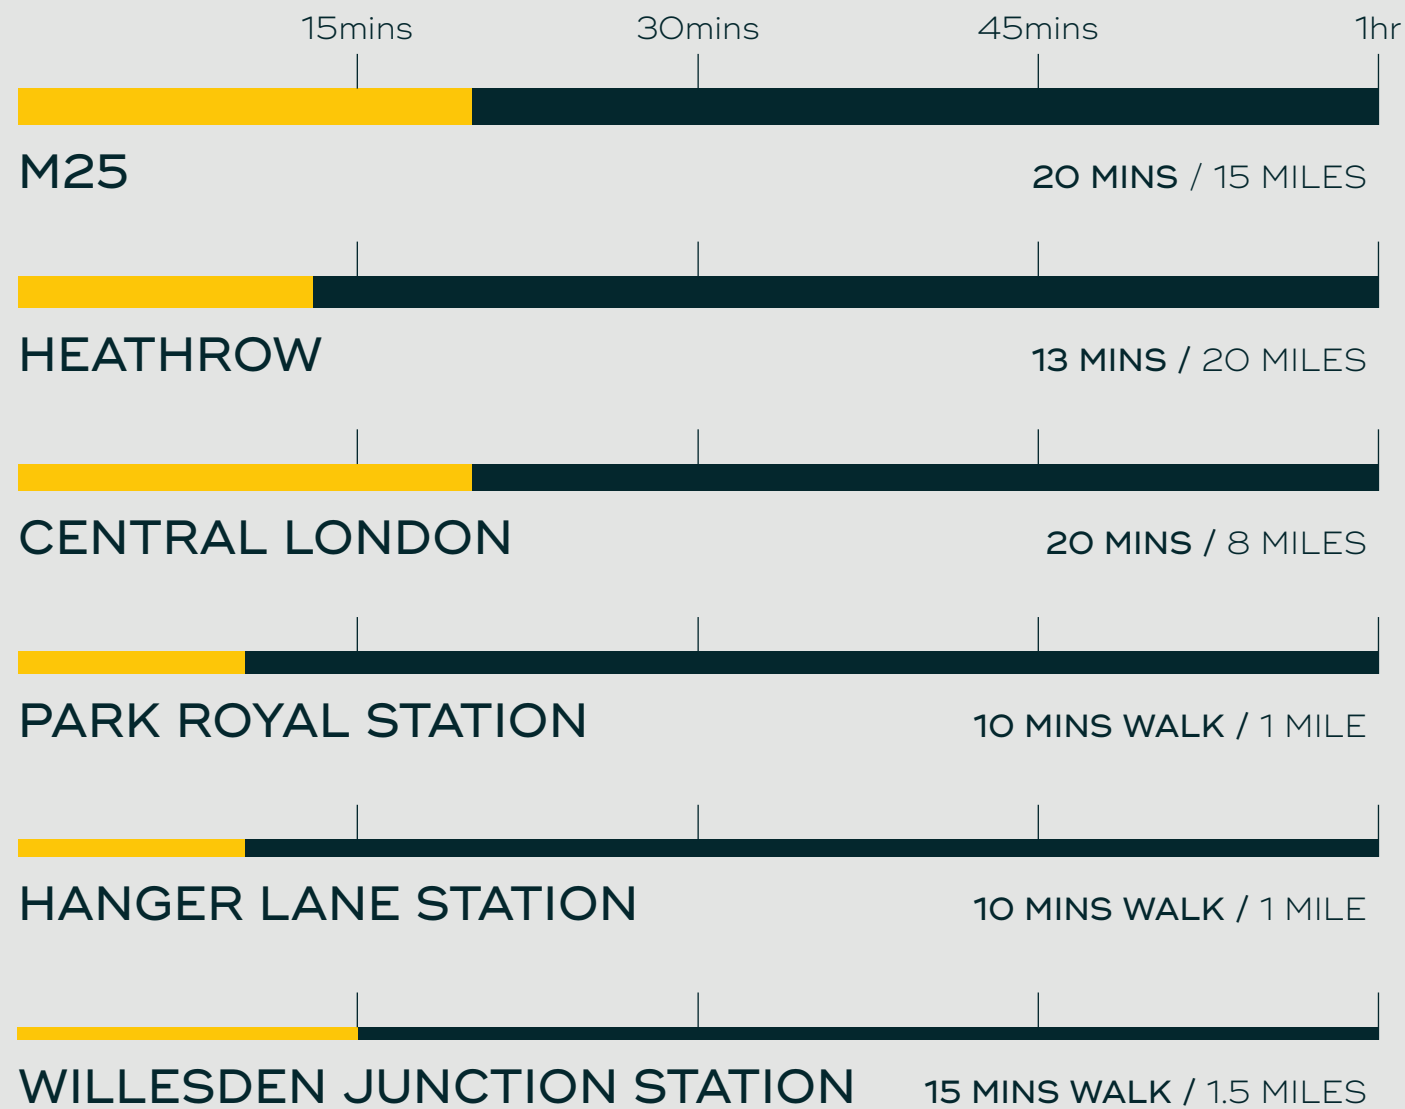 15mins 30mins 45mins 1hr
M25 20 MINS / 15 MILES
HEATHROW 13 MINS / 20 MILES
CENTRAL LONDON 20 MINS / 8 MILES
PARK ROYAL STATION 10 MINS WALK / 1 MILE
HANGER LANE STATION 10 MINS WALK / 1 MILE
WILLESDEN JUNCTION STATION 15 MINS WALK / 1.5 MILES